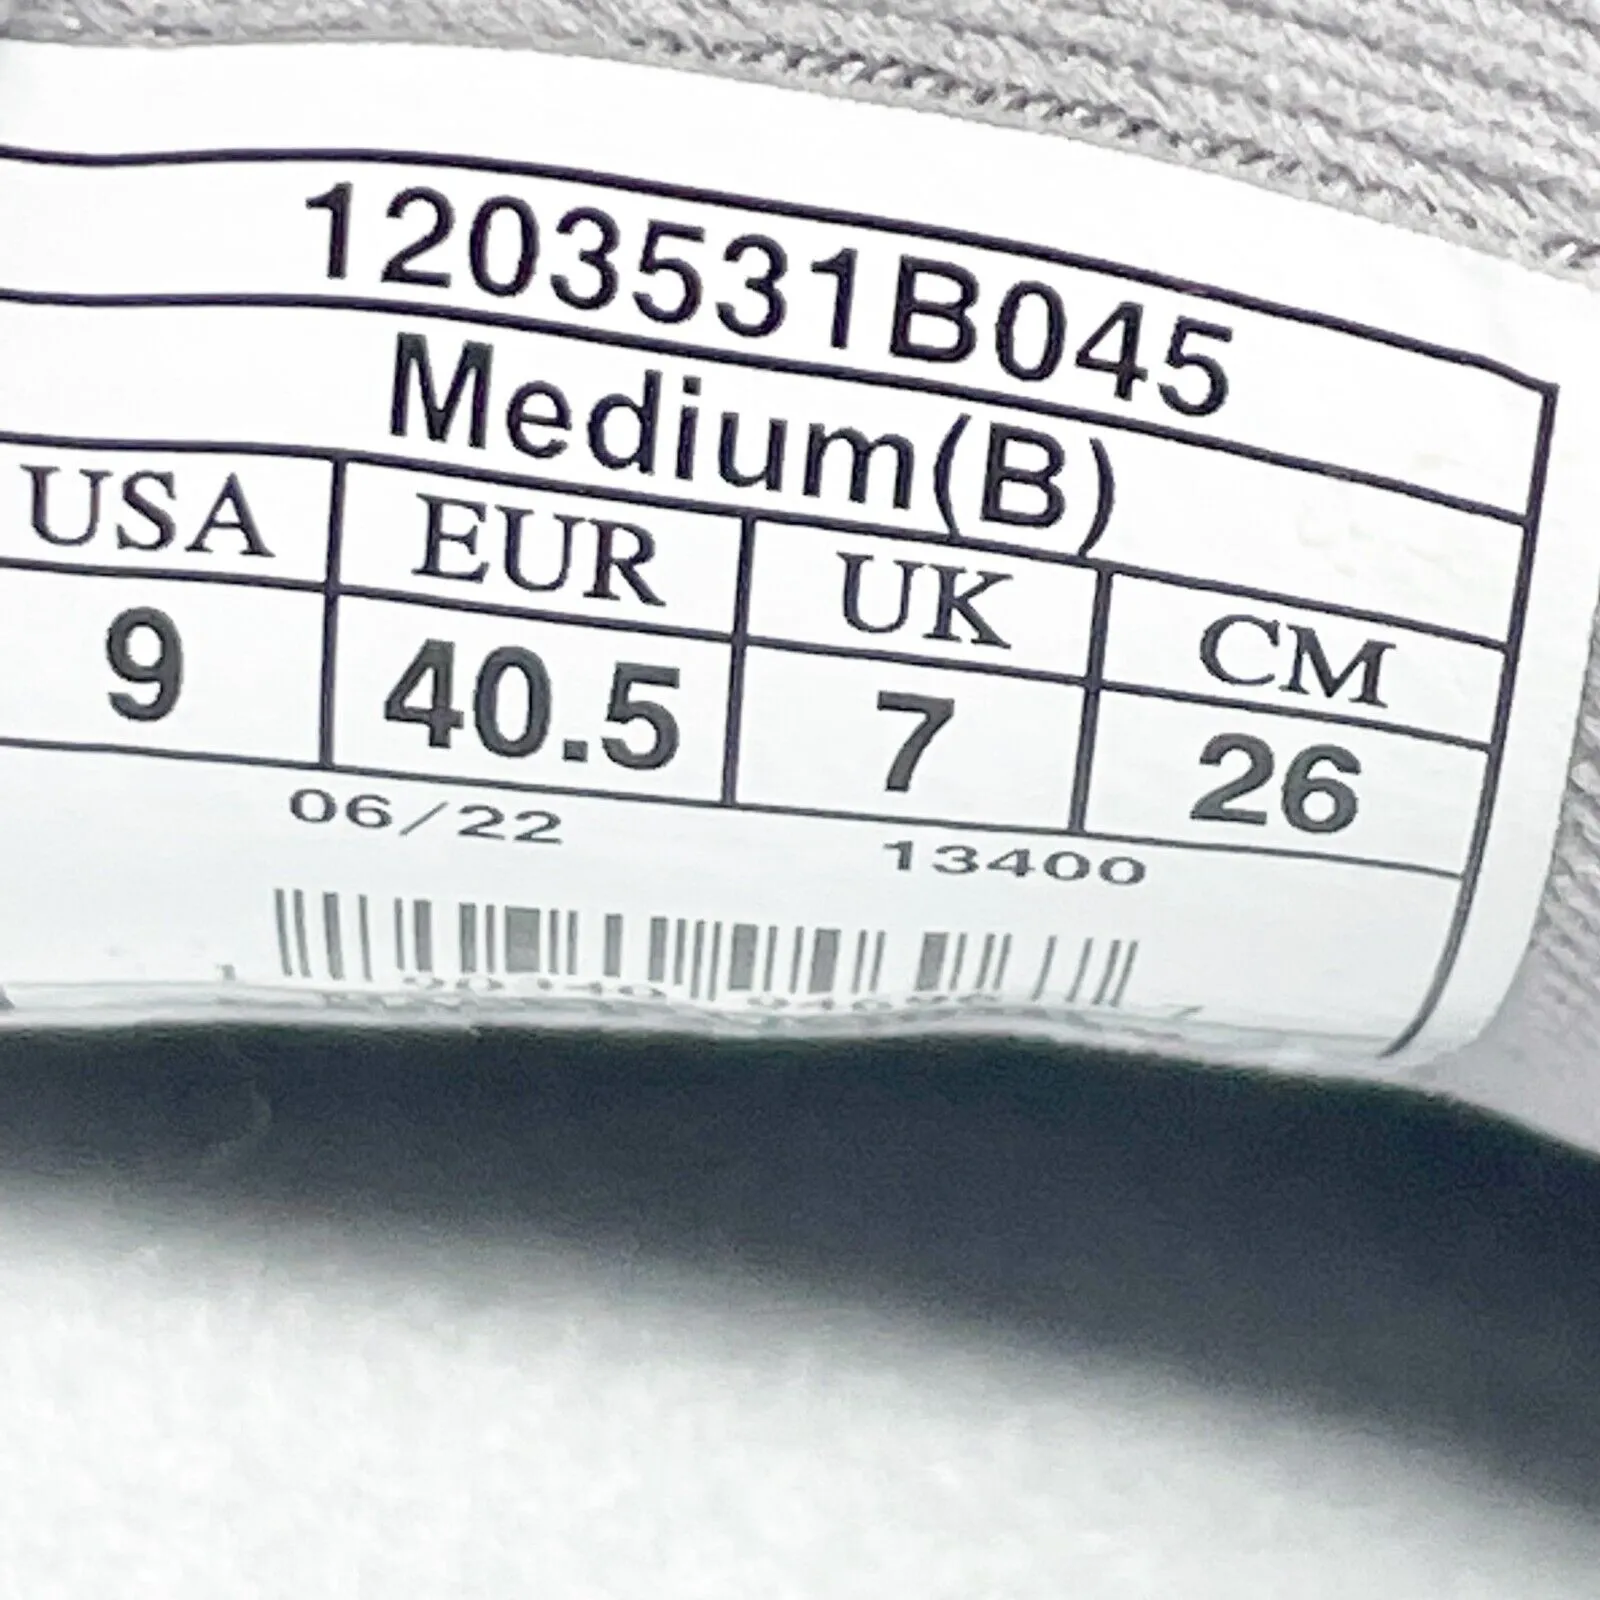 1203531B045
Medium(B)
USA EUR UK CM
9 40.5 7 26
06/22 13400